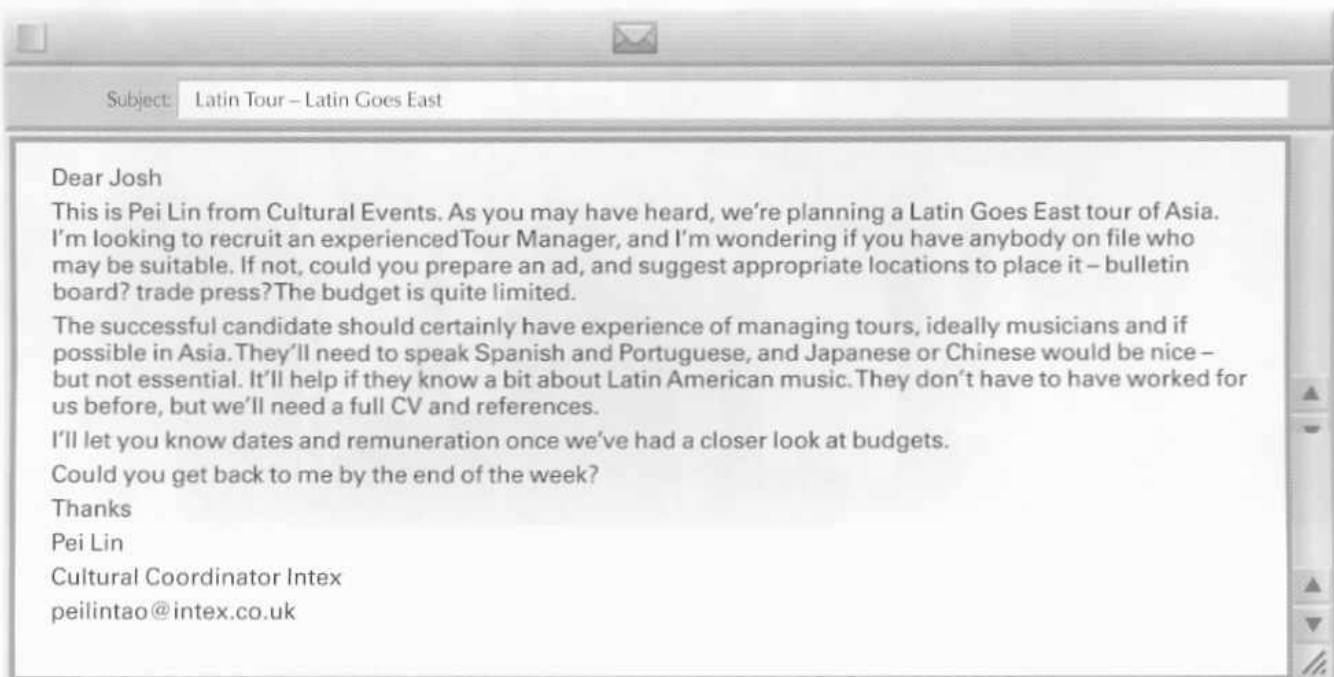 Subject: Latin Tour – Latin Goes East
Dear Josh
This is Pei Lin from Cultural Events. As you may have heard, we're planning a Latin Goes East tour of Asia.
I'm looking to recruit an experienced Tour Manager, and I'm wondering if you have anybody on file who
may be suitable. If not, could you prepare an ad, and suggest appropriate locations to place it – bulletin
board? trade press? The budget is quite limited.
The successful candidate should certainly have experience of managing tours, ideally musicians and if
possible in Asia. They'll need to speak Spanish and Portuguese, and Japanese or Chinese would be nice –
but not essential. It'll help if they know a bit about Latin American music. They don't have to have worked for
us before, but we'll need a full CV and references.
I'll let you know dates and remuneration once we've had a closer look at budgets.
Could you get back to me by the end of the week?
Thanks
Pei Lin
Cultural Coordinator Intex
peilintao@intex.co.uk